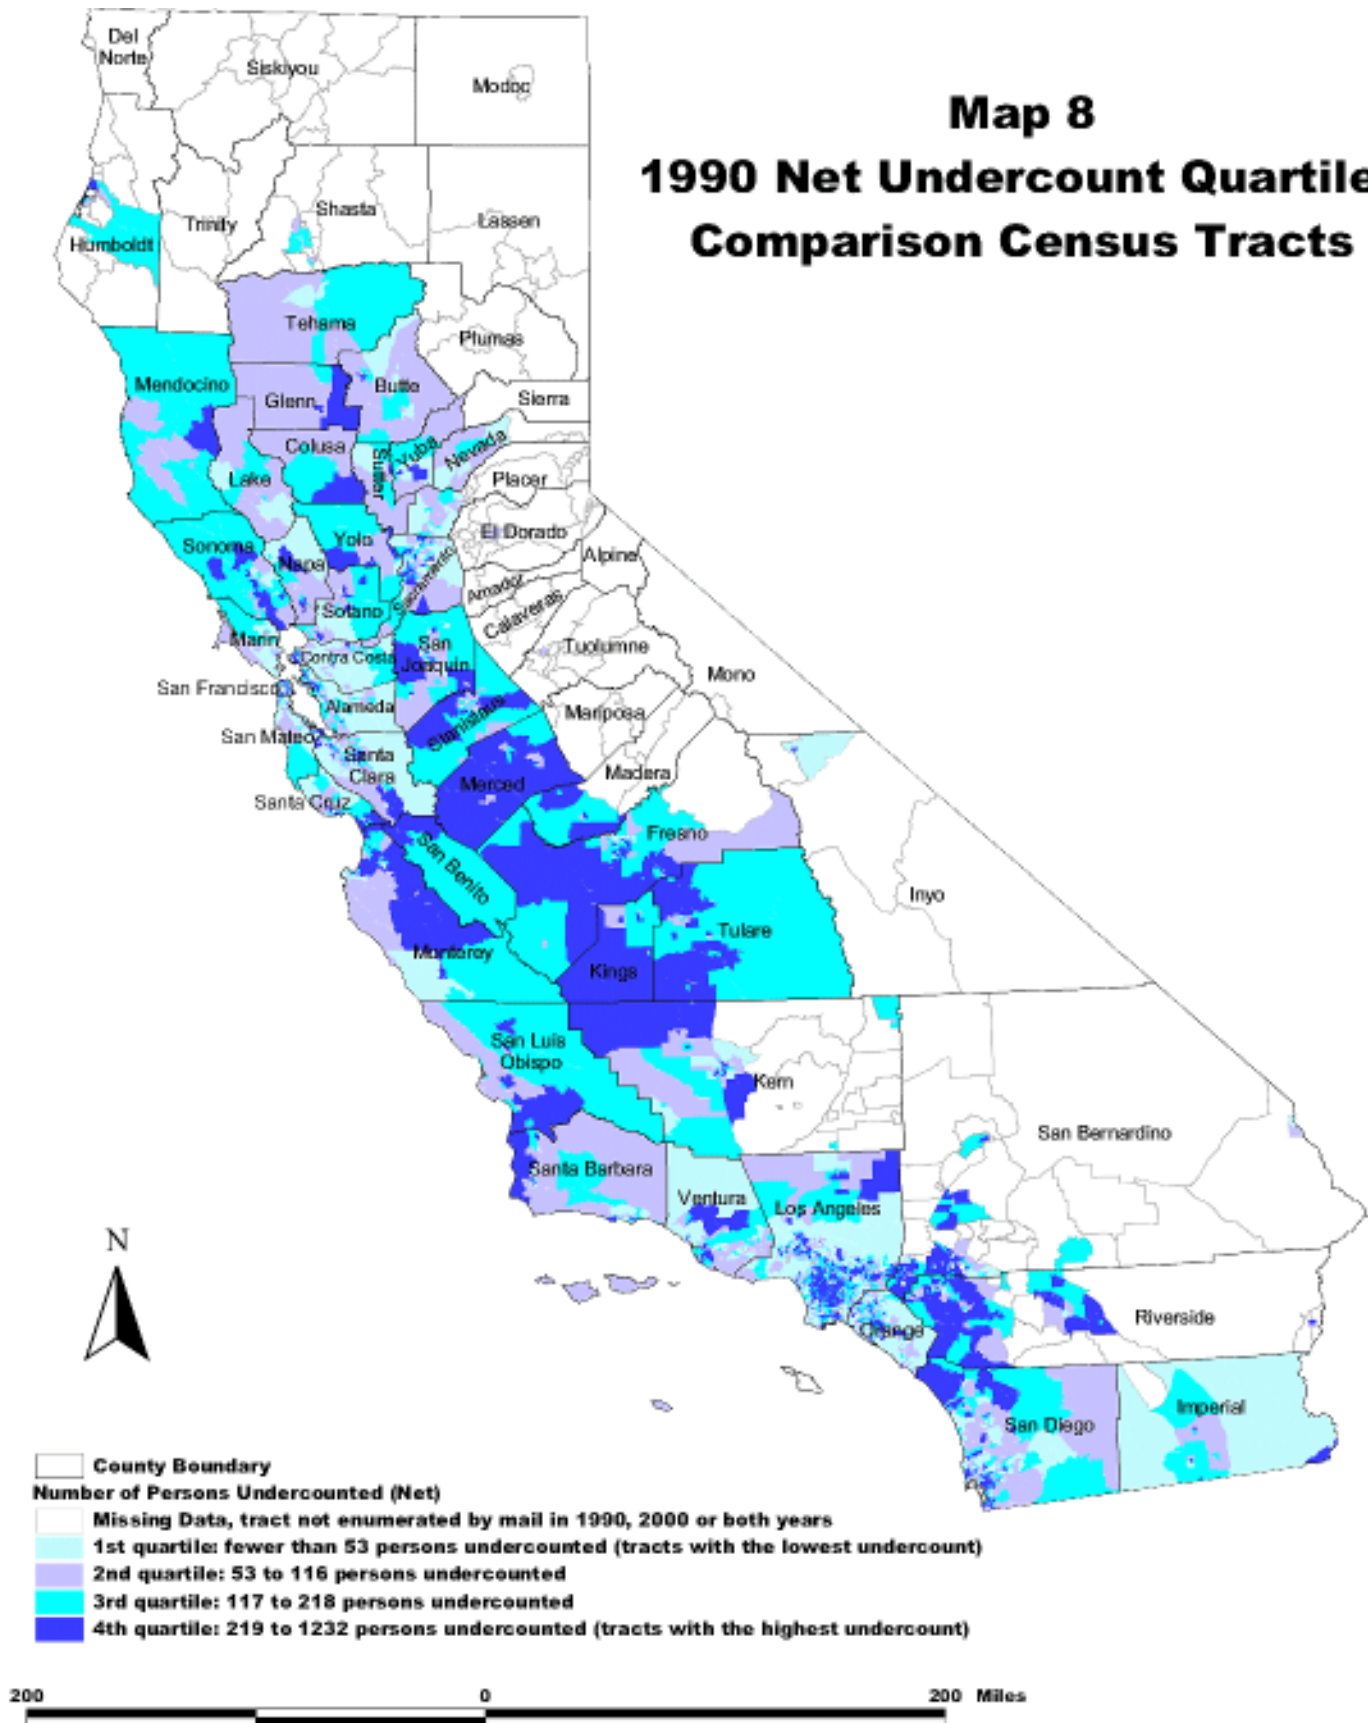 Map 8
1990 Net Undercount Quartile
Comparison Census Tracts
Del
Norte
Siskiyou
Modoc
Shasta
Trinity
Lassen
Humboldt
Tehama
Plumas
Mendocino
Butte
Glenn
Sierra
Colusa
Sutter
Yuba
Nevada
Lake
Placer
Sonoma
Yolo
El Dorado
Napa
Sacramento
Alpine
Amador
Solano
Calaveras
Marin
San
Joaquin
Tuolumne
Contra Costa
Mono
San Francisco
Alameda
Stanislaus
Mariposa
San Mateo
Santa
Clara
Merced
Madera
Santa Cruz
Fresno
San Benito
Inyo
Tulare
Monterey
Kings
San Luis
Obispo
Kern
San Bernardino
Santa Barbara
Ventura
Los Angeles
N
Orange
Riverside
Imperial
San Diego
County Boundary
Number of Persons Undercounted (Net)
Missing Data, tract not enumerated by mail in 1990, 2000 or both years
1st quartile: fewer than 53 persons undercounted (tracts with the lowest undercount)
2nd quartile: 53 to 116 persons undercounted
3rd quartile: 117 to 218 persons undercounted
4th quartile: 219 to 1232 persons undercounted (tracts with the highest undercount)
200 0 200 Miles